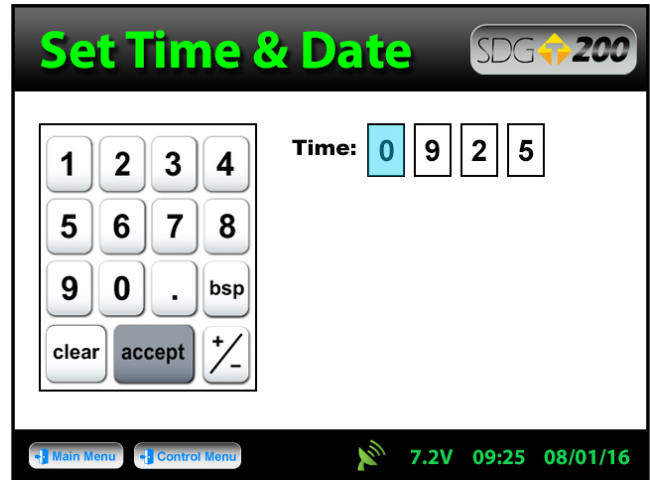 Set Time & Date
SDG 200
Time: 0 9 2 5
1 2 3 4
5 6 7 8
9 0 . bsp
clear accept +/-
Main Menu Control Menu 7.2V 09:25 08/01/16